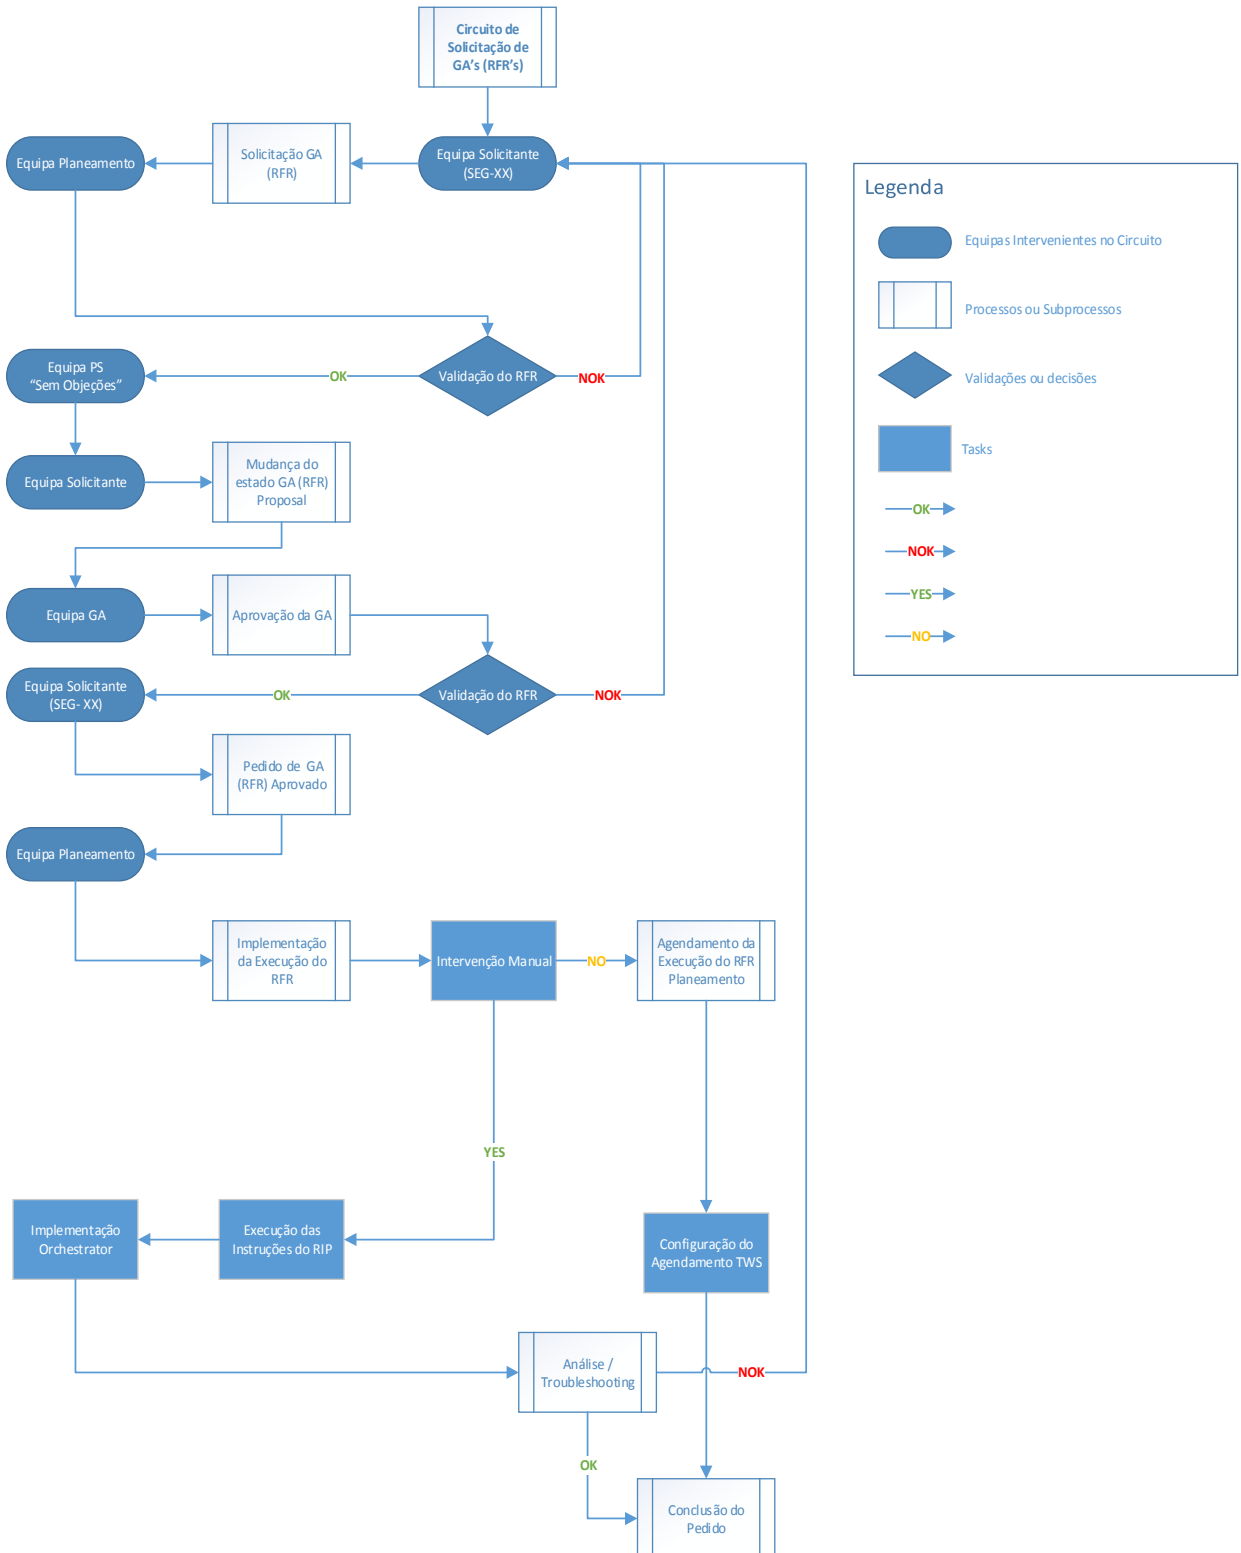 Circuito de
Solicitação de
GA's (RFR's)
Equipa Planeamento
Solicitação GA
(RFR)
Equipa Solicitante
(SEG-XX)
Legenda
Equipas Intervenientes no Circuito
Processos ou Subprocessos
Validações ou decisões
Tasks
OK
NOK
YES
NO
Equipa PS
“Sem Objeções”
OK
Validação do RFR
NOK
Equipa Solicitante
Mudança do
estado GA (RFR)
Proposal
Equipa GA
Aprovação da GA
Equipa Solicitante
(SEG- XX)
OK
Validação do RFR
NOK
Pedido de GA
(RFR) Aprovado
Equipa Planeamento
Implementação
da Execução do
RFR
Intervenção Manual
NO
Agendamento da
Execução do RFR
Planeamento
YES
Implementação
Orchestrator
Execução das
Instruções do RIP
Configuração do
Agendamento TWS
Análise /
Troubleshooting
NOK
OK
Conclusão do
Pedido